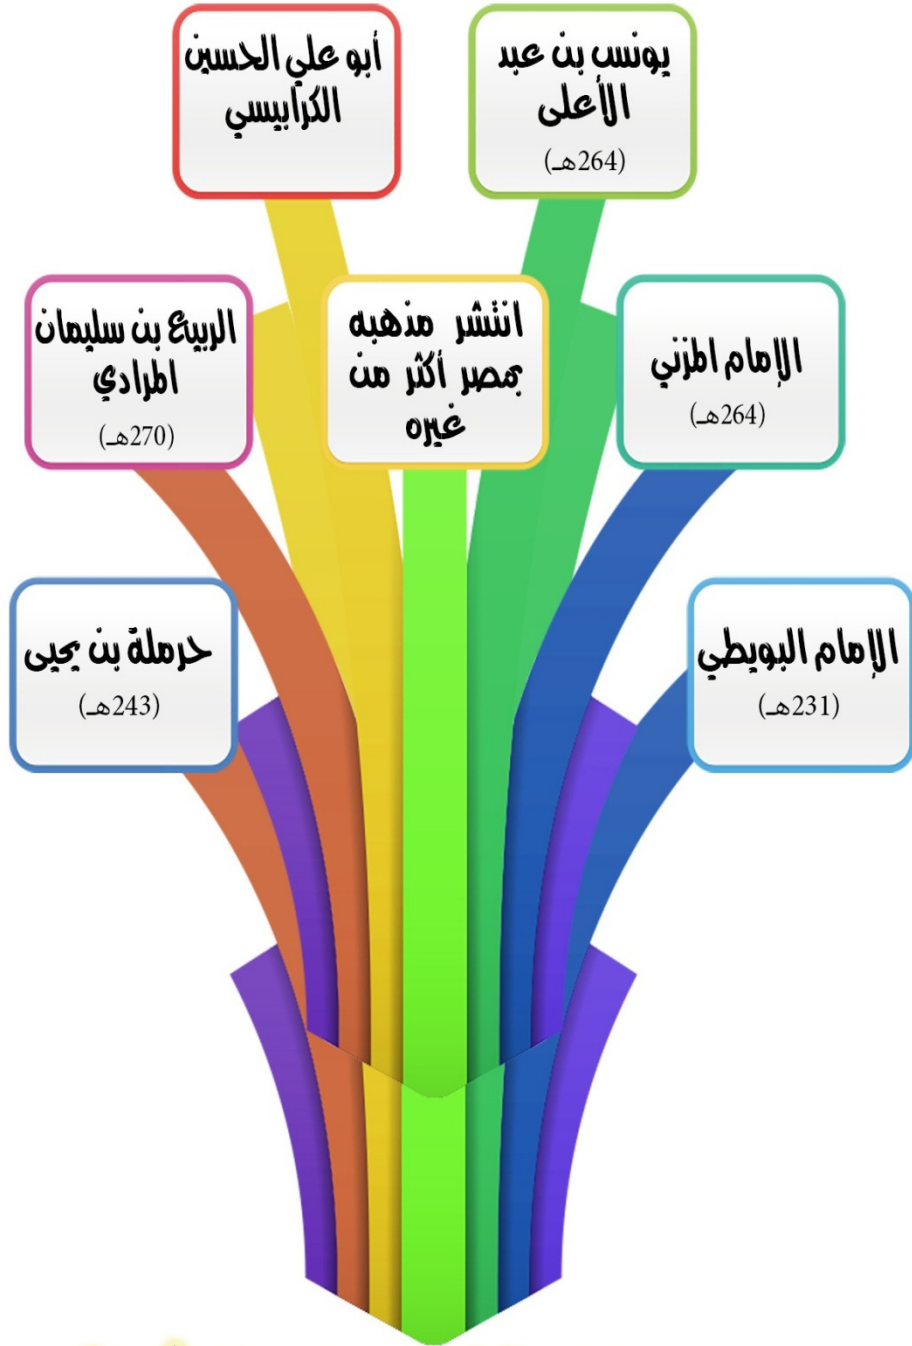 يونس بن عبد
الأعلى
(264هـ)
أبو علي الحسين
الكرابيسي
الإمام المزني
(264هـ)
انتشر مذهبه
بمصر أكثر من
غيره
الربيع بن سليمان
المرادي
(270هـ)
الإمام البويطي
(231هـ)
حرملة بن يحيى
(243هـ)